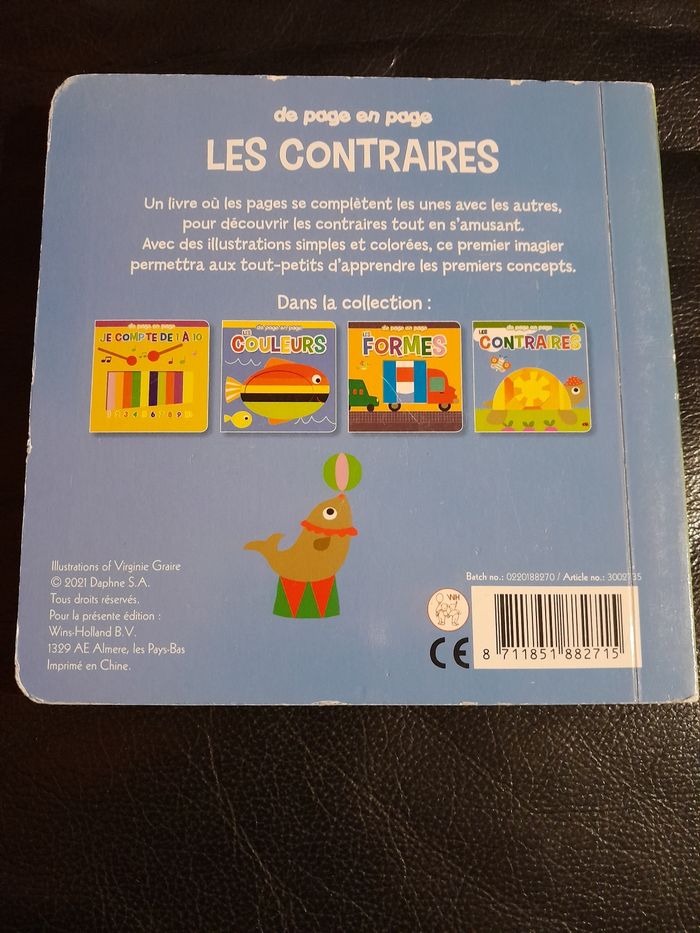 de page en page
LES CONTRAIRES
Un livre où les pages se complètent les unes avec les autres,
pour découvrir les contraires tout en s'amusant.
Avec des illustrations simples et colorées, ce premier imagier
permettra aux tout-petits d'apprendre les premiers concepts.
Dans la collection :
de page en page
JE COMPTE DE 1 À 10
de page en page
LES
COULEURS
de page en page
LES
FORMES
de page en page
LES
CONTRAIRES
Illustrations of Virginie Graire
© 2021 Daphne S.A.
Tous droits réservés.
Pour la présente édition :
Wins-Holland B.V.
1329 AE Almere, les Pays-Bas
Imprimé en Chine.
Batch no.: 0220188270 / Article no.: 3002735
WH
CE
8 711851 882715